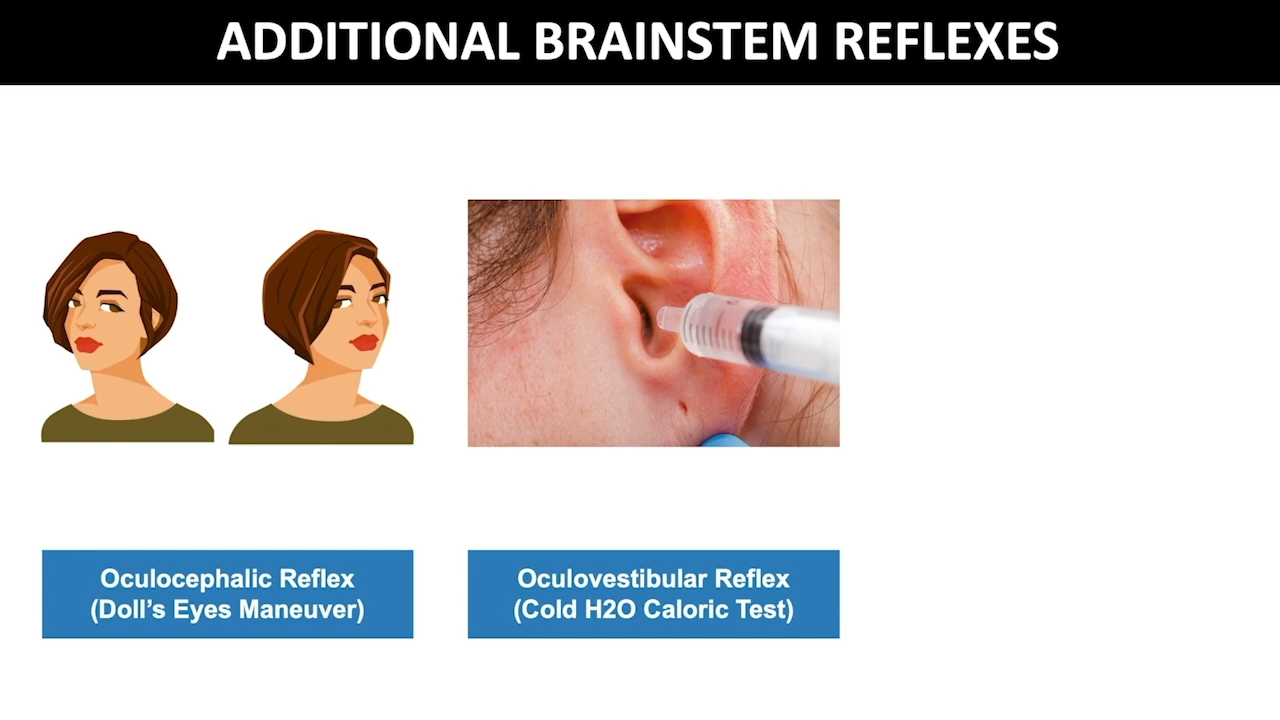 ADDITIONAL BRAINSTEM REFLEXES
Oculocephalic Reflex
(Doll’s Eyes Maneuver)
Oculovestibular Reflex
(Cold H2O Caloric Test)